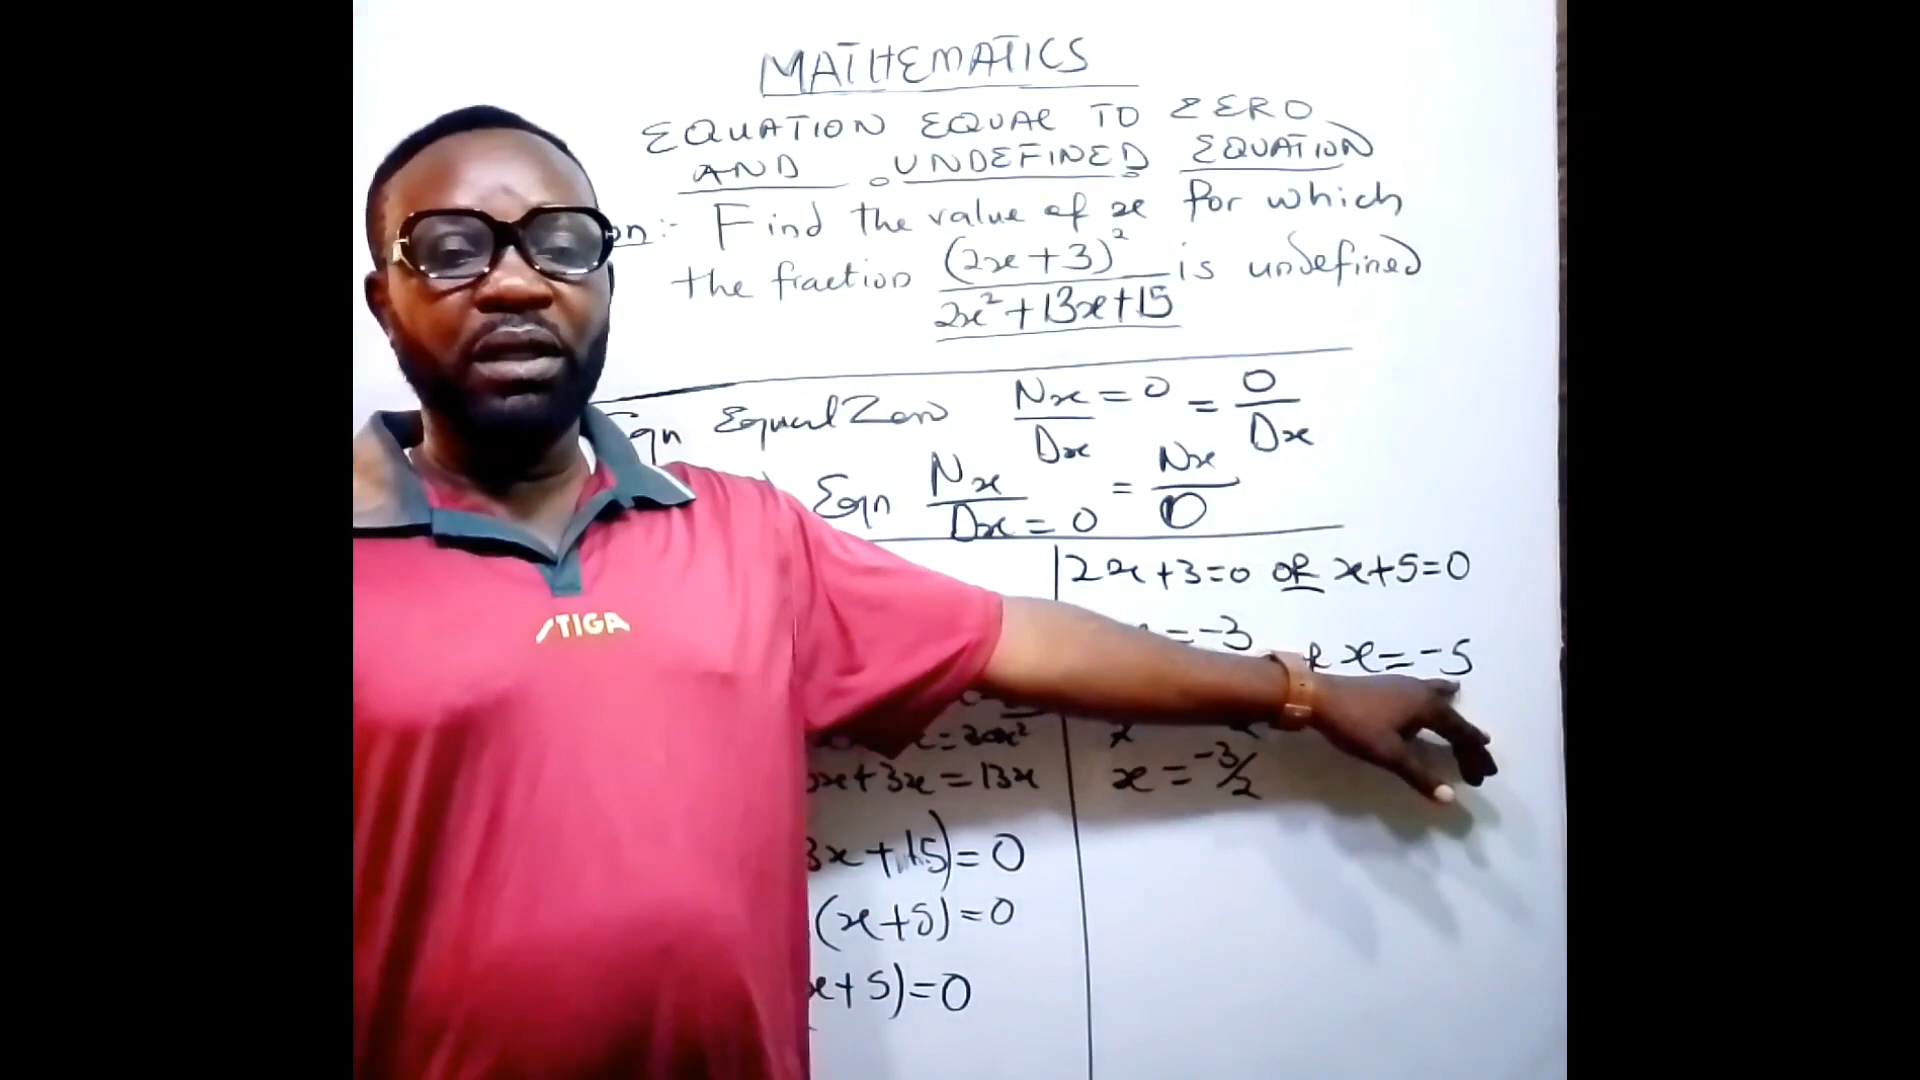 MATHEMATICS
EQUATION EQUAL TO ZERO
AND UNDEFINED EQUATION
on:- Find the value of x for which
the fraction (2x+3)² / 2x²+13x+15 is undefined
Eqn Equal Zero Nx=0 / Dx = 0 / Dx
Eqn Nx / Dx=0 = Nx / 0
2x+3=0 OR x+5=0
= -3
x=-5
x = -3/2
= 30x²
x+3x=13x
3x+15)=0
(x+5)=0
x+5)=0
STIGA